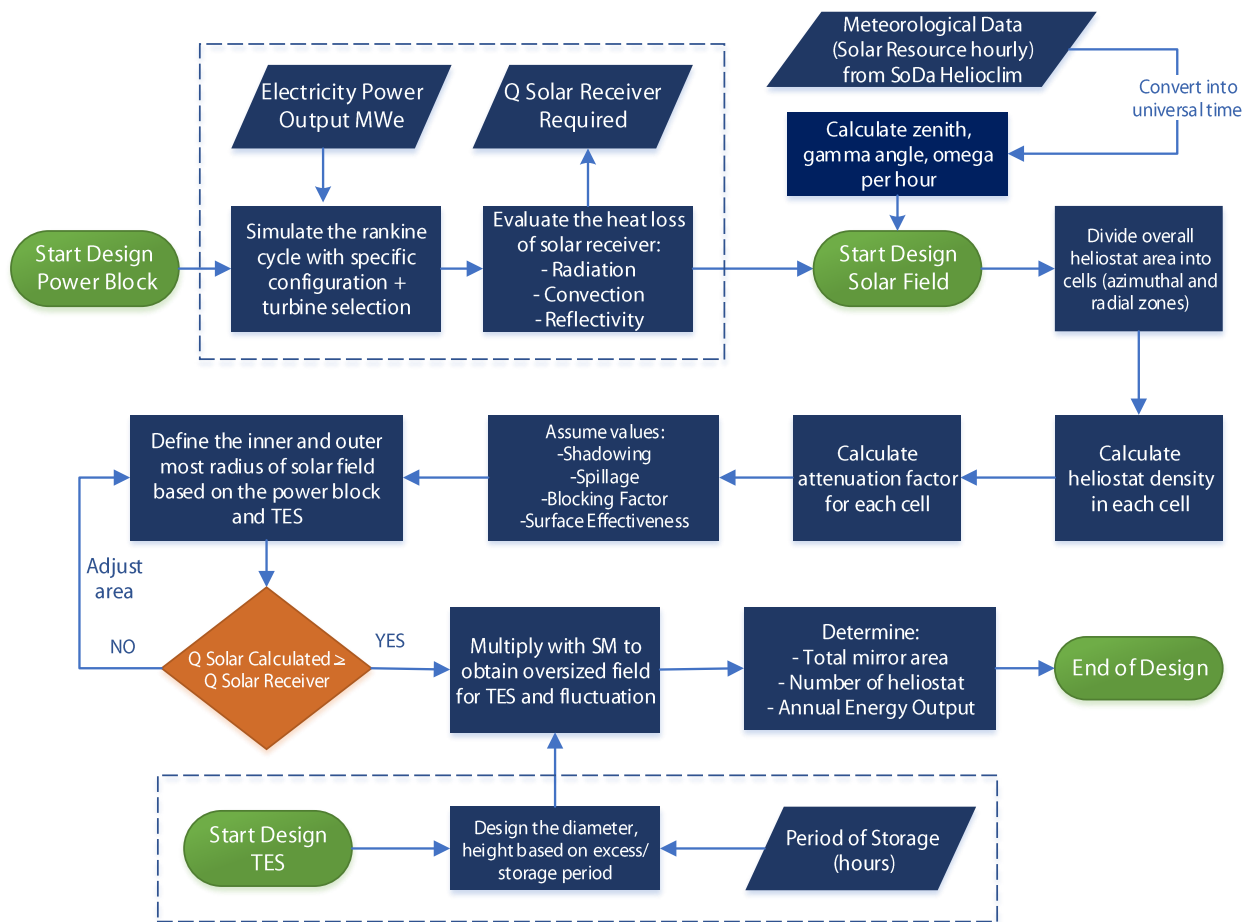 Meteorological Data
(Solar Resource hourly)
from SoDa Helioclim
Convert into
universal time
Electricity Power
Output MWe
Q Solar Receiver
Required
Calculate zenith,
gamma angle, omega
per hour
Start Design
Power Block
Simulate the rankine
cycle with specific
configuration +
turbine selection
Evaluate the heat loss
of solar receiver:
- Radiation
- Convection
- Reflectivity
Start Design
Solar Field
Divide overall
heliostat area into
cells (azimuthal and
radial zones)
Define the inner and outer
most radius of solar field
based on the power block
and TES
Assume values:
-Shadowing
-Spillage
-Blocking Factor
-Surface Effectiveness
Calculate
attenuation factor
for each cell
Calculate
heliostat density
in each cell
Adjust
area
NO
Q Solar Calculated ≥
Q Solar Receiver
YES
Multiply with SM to
obtain oversized field
for TES and fluctuation
Determine:
- Total mirror area
- Number of heliostat
- Annual Energy Output
End of Design
Start Design
TES
Design the diameter,
height based on excess/
storage period
Period of Storage
(hours)